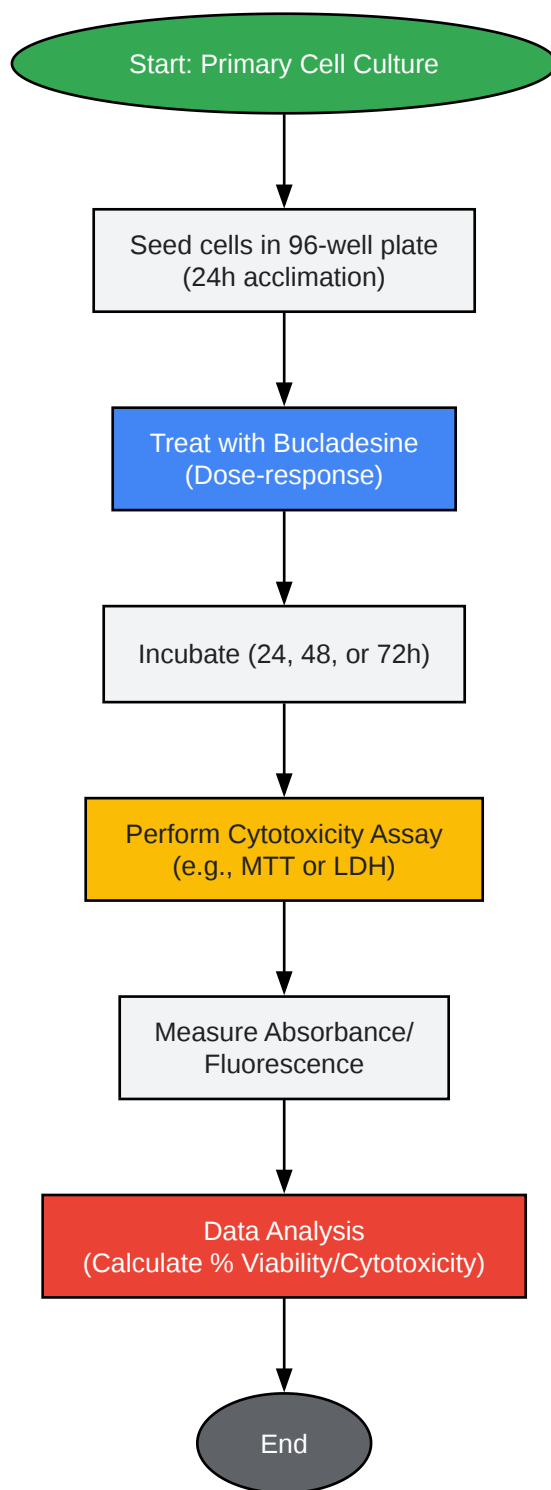 Start: Primary Cell Culture
Seed cells in 96-well plate
(24h acclimation)
Treat with Bucladesine
(Dose-response)
Incubate (24, 48, or 72h)
Perform Cytotoxicity Assay
(e.g., MTT or LDH)
Measure Absorbance/
Fluorescence
Data Analysis
(Calculate % Viability/Cytotoxicity)
End